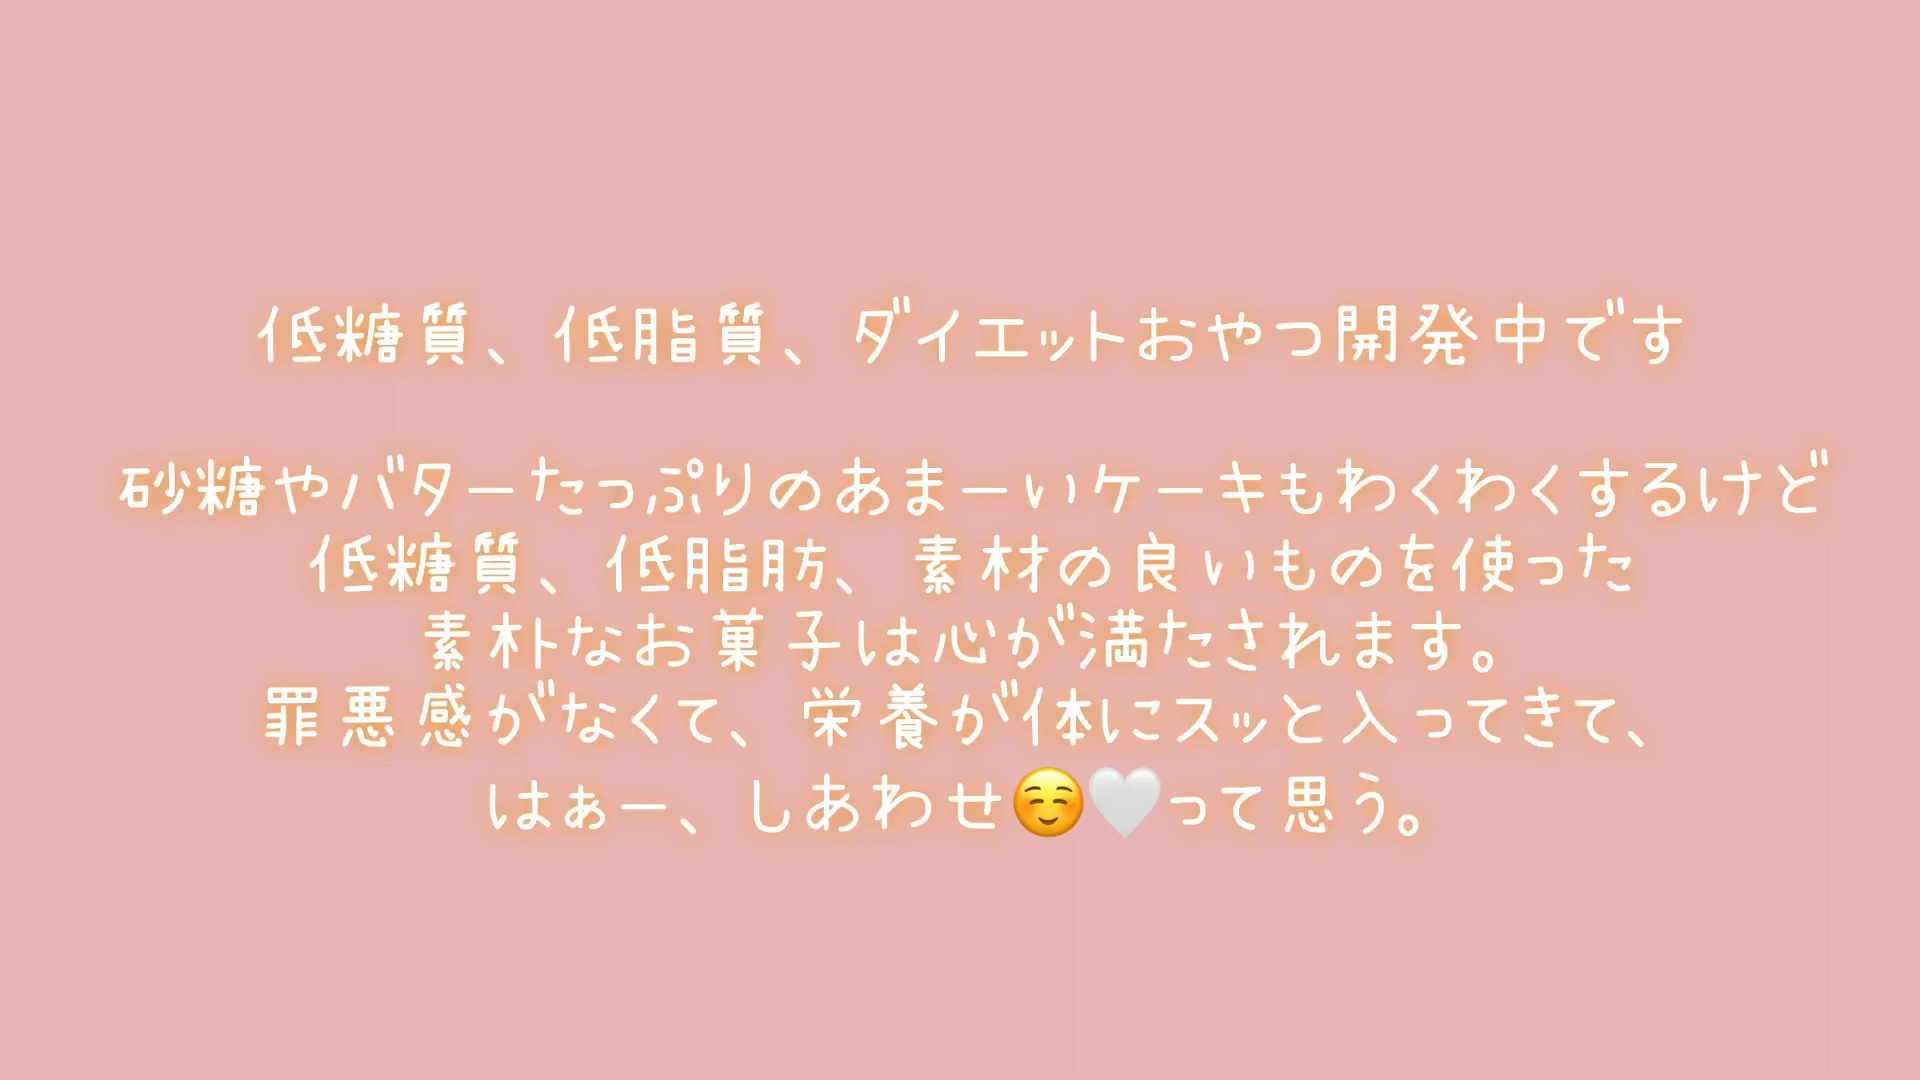 低糖質、低脂質、ダイエットおやつ開発中です
砂糖やバターたっぷりのあまーいケーキもわくわくするけど
低糖質、低脂肪、素材の良いものを使った
素朴なお菓子は心が満たされます。
罪悪感がなくて、栄養が体にスッと入ってきて、
はぁー、しあわせ☺️🤍って思う。